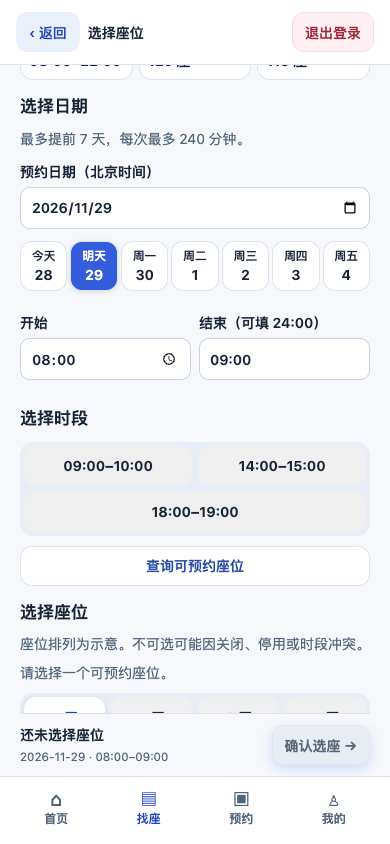 ‹ 返回
选择座位
退出登录
选择日期
最多提前 7 天，每次最多 240 分钟。
预约日期（北京时间）
2026/11/29
今天 明天 周一 周二 周三 周四 周五
28 29 30 1 2 3 4
开始 结束（可填 24:00）
08:00 09:00
选择时段
09:00–10:00 14:00–15:00
18:00–19:00
查询可预约座位
选择座位
座位排列为示意。不可选可能因关闭、停用或时段冲突。
请选择一个可预约座位。
还未选择座位
2026-11-29 · 08:00–09:00
确认选座 →
首页 找座 预约 我的